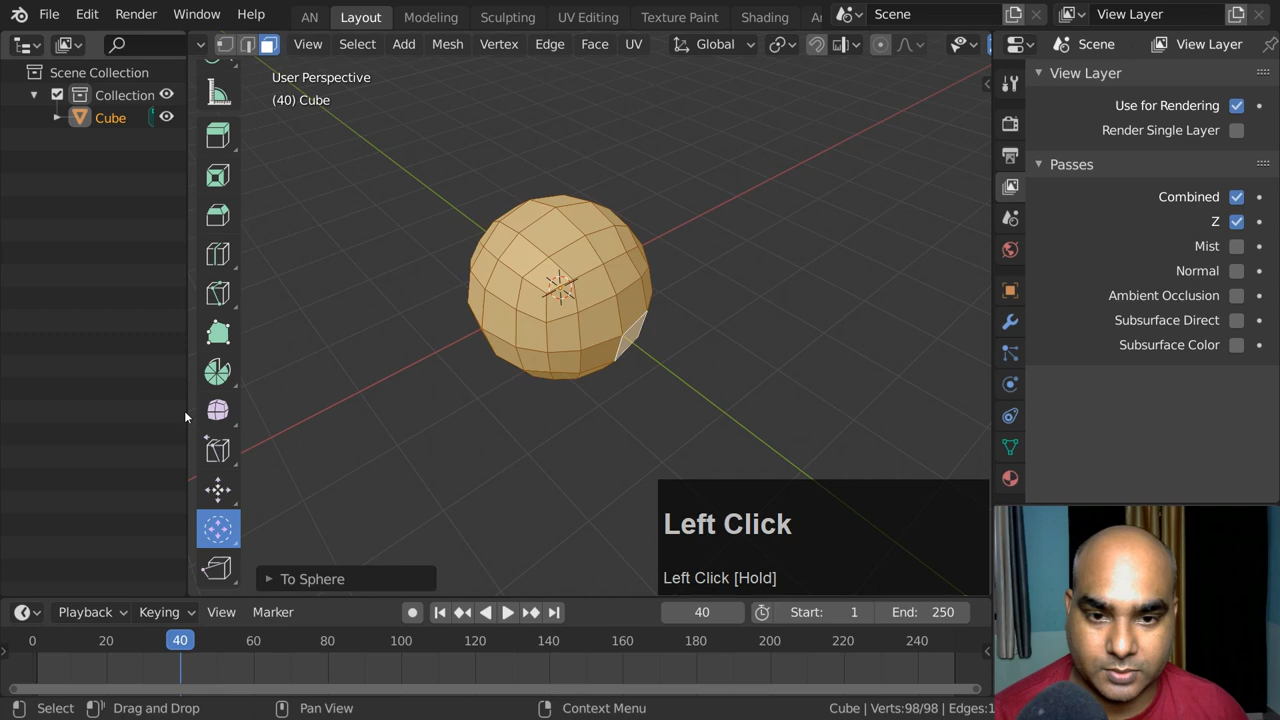 File Edit Render Window Help AN Layout Modeling Sculpting UV Editing Texture Paint Shading Scene View Layer
View Select Add Mesh Vertex Edge Face UV Global Scene View Layer
Scene Collection
Collection
Cube
User Perspective
(40) Cube
View Layer
Use for Rendering
Render Single Layer
Passes
Combined
Z
Mist
Normal
Ambient Occlusion
Subsurface Direct
Subsurface Color
Left Click
Left Click [Hold]
To Sphere
Playback Keying View Marker 40 Start: 1 End: 250
0 20 40 60 80 100 120 140 160 180 200 220 240
Select Drag and Drop Pan View Context Menu Cube | Verts:98/98 | Edges:1